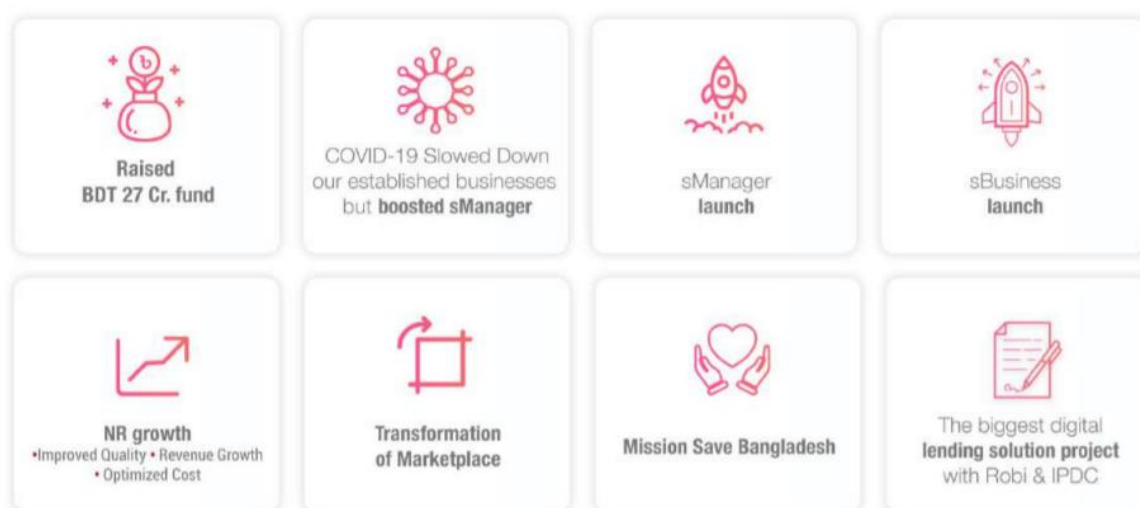 ৳
Raised
BDT 27 Cr. fund
COVID-19 Slowed Down
our established businesses
but boosted sManager
sManager
launch
sBusiness
launch
NR growth
•Improved Quality • Revenue Growth
• Optimized Cost
Transformation
of Marketplace
Mission Save Bangladesh
The biggest digital
lending solution project
with Robi & IPDC